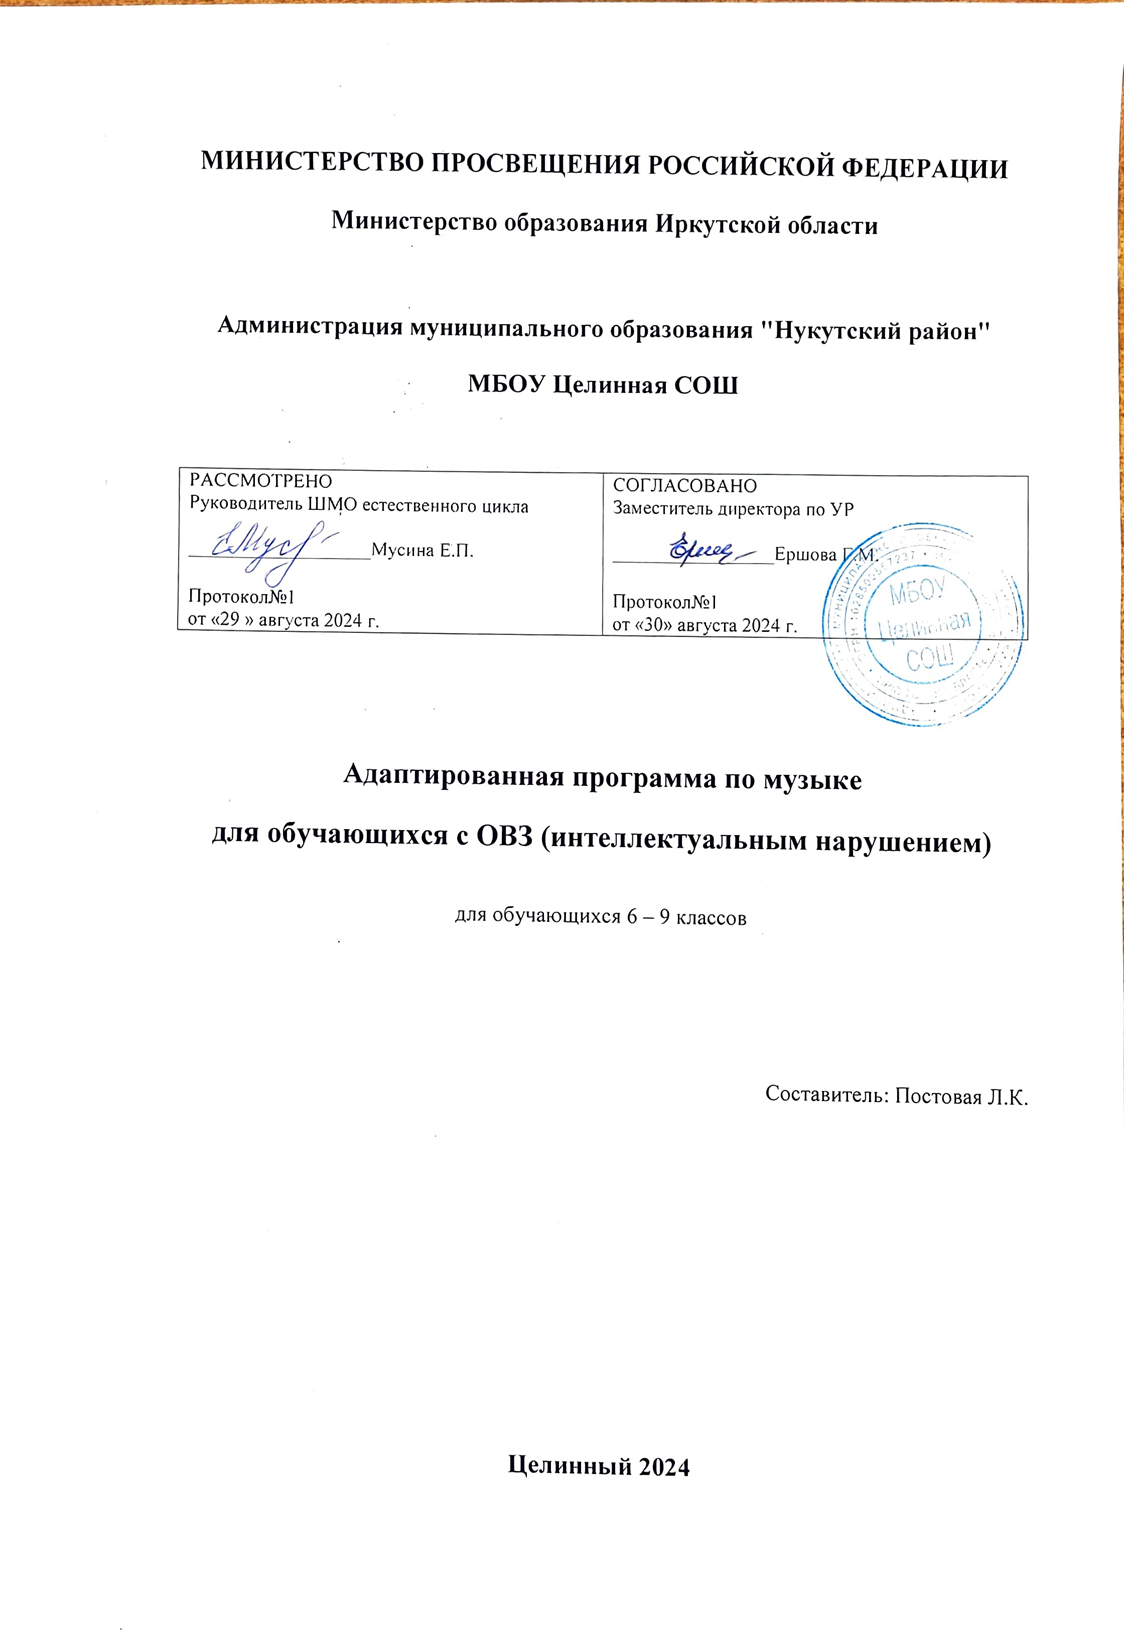 МИНИСТЕРСТВО ПРОСВЕЩЕНИЯ РОССИЙСКОЙ ФЕДЕРАЦИИ
Министерство образования Иркутской области
Администрация муниципального образования "Нукутский район"
МБОУ Целинная СОШ
РАССМОТРЕНО
Руководитель ШМО естественного цикла
Мусина Е.П.
Протокол№1
от «29 » августа 2024 г.
СОГЛАСОВАНО
Заместитель директора по УР
Ершова Г.М.
Протокол№1
от «30» августа 2024 г.
МБОУ
Целинная
СОШ
Адаптированная программа по музыке
для обучающихся с ОВЗ (интеллектуальным нарушением)
для обучающихся 6 – 9 классов
Составитель: Постовая Л.К.
Целинный 2024